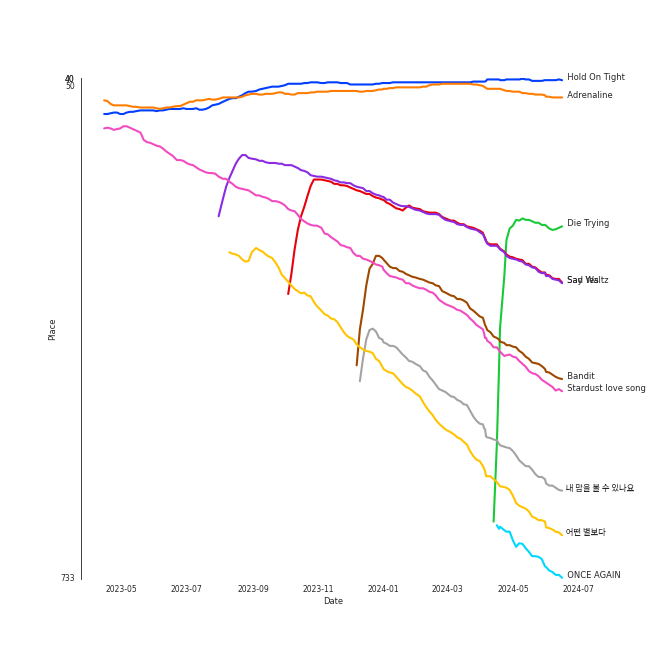 40
50
Hold On Tight
Adrenaline
Die Trying
Sad Waltz
Bandit
Stardust love song
내 맘을 볼 수 있나요
어떤 별보다
ONCE AGAIN
733
Place
2023-05
2023-07
2023-09
2023-11
2024-01
2024-03
2024-05
2024-07
Date